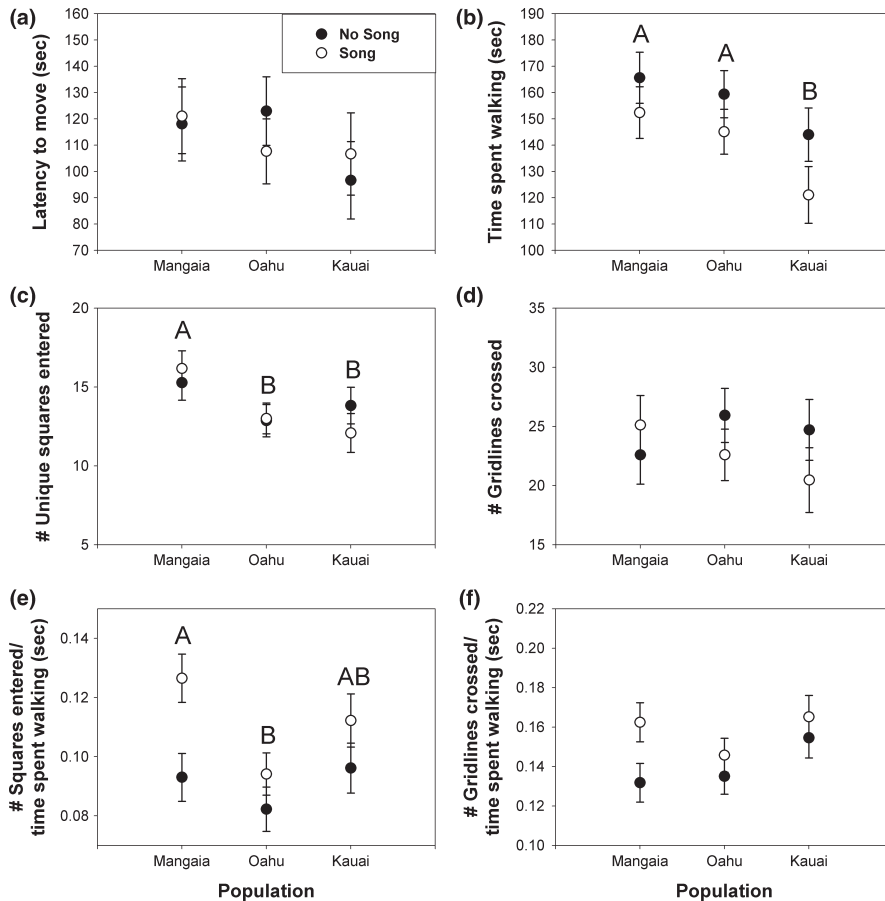 (a)
Latency to move (sec)
160
150
140
130
120
110
100
90
80
70
No Song
Song
Mangaia Oahu Kauai
(b)
Time spent walking (sec)
190
180
170
160
150
140
130
120
110
100
A A B
Mangaia Oahu Kauai
(c)
# Unique squares entered
20
15
10
5
A B B
Mangaia Oahu Kauai
(d)
# Gridlines crossed
35
30
25
20
15
Mangaia Oahu Kauai
(e)
# Squares entered/
time spent walking (sec)
0.14
0.12
0.10
0.08
A B AB
Mangaia Oahu Kauai
Population
(f)
# Gridlines crossed/
time spent walking (sec)
0.22
0.20
0.18
0.16
0.14
0.12
0.10
Mangaia Oahu Kauai
Population